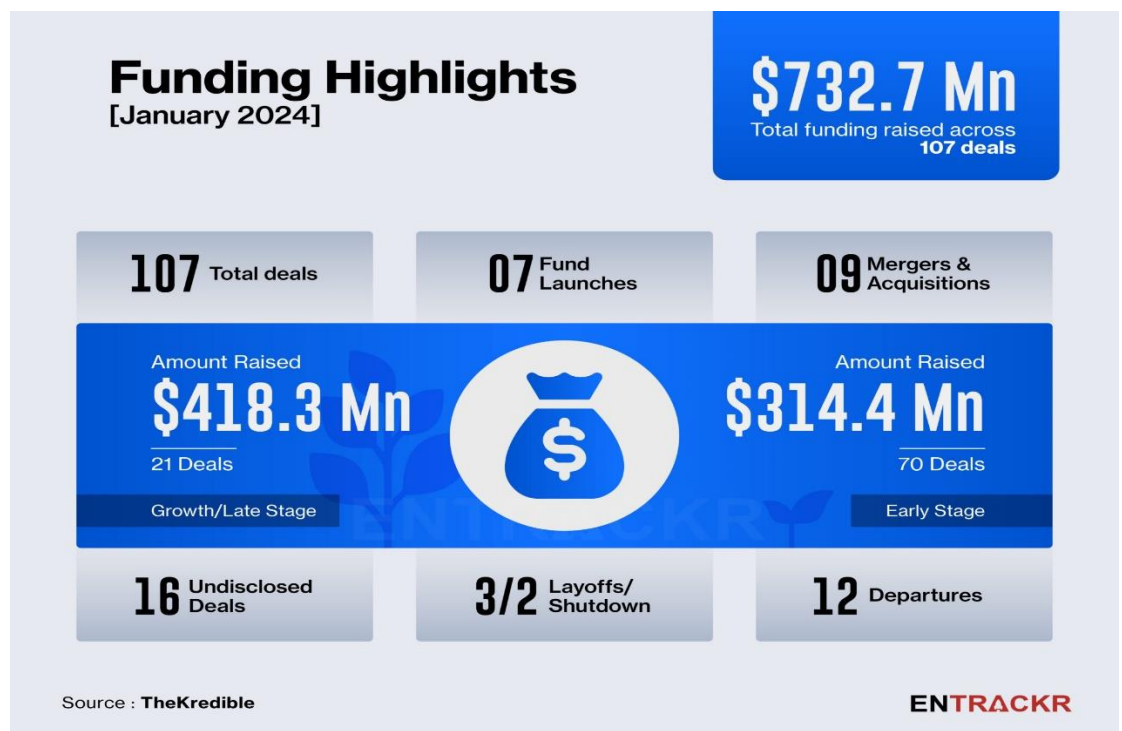 Funding Highlights
[January 2024]
$732.7 Mn
Total funding raised across
107 deals
107 Total deals
07 Fund
Launches
09 Mergers &
Acquisitions
Amount Raised
$418.3 Mn
21 Deals
Growth/Late Stage
$
Amount Raised
$314.4 Mn
70 Deals
Early Stage
ENTRACKR
16 Undisclosed
Deals
3/2 Layoffs/
Shutdown
12 Departures
Source : TheKredible
ENTRACKR